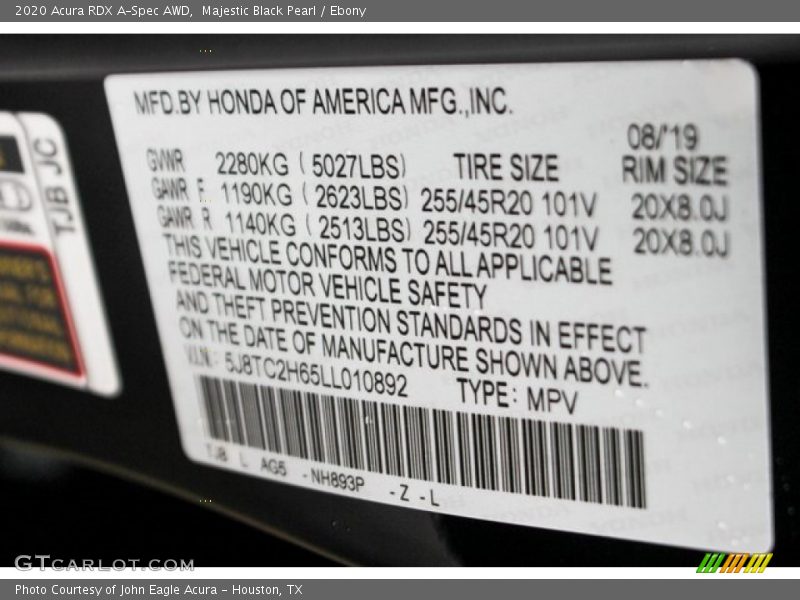 2020 Acura RDX A-Spec AWD, Majestic Black Pearl / Ebony
MFD.BY HONDA OF AMERICA MFG.,INC.
08/'19
GVWR 2280KG (5027LBS) TIRE SIZE RIM SIZE
GAWR F 1190KG (2623LBS) 255/45R20 101V 20X8.0J
GAWR R 1140KG (2513LBS) 255/45R20 101V 20X8.0J
THIS VEHICLE CONFORMS TO ALL APPLICABLE
FEDERAL MOTOR VEHICLE SAFETY
AND THEFT PREVENTION STANDARDS IN EFFECT
ON THE DATE OF MANUFACTURE SHOWN ABOVE.
V.I.N.: 5J8TC2H65LL010892 TYPE: MPV
TJB L AG5 -NH893P -Z -L
TJB JC
GTCARLOT.COM
Photo Courtesy of John Eagle Acura - Houston, TX